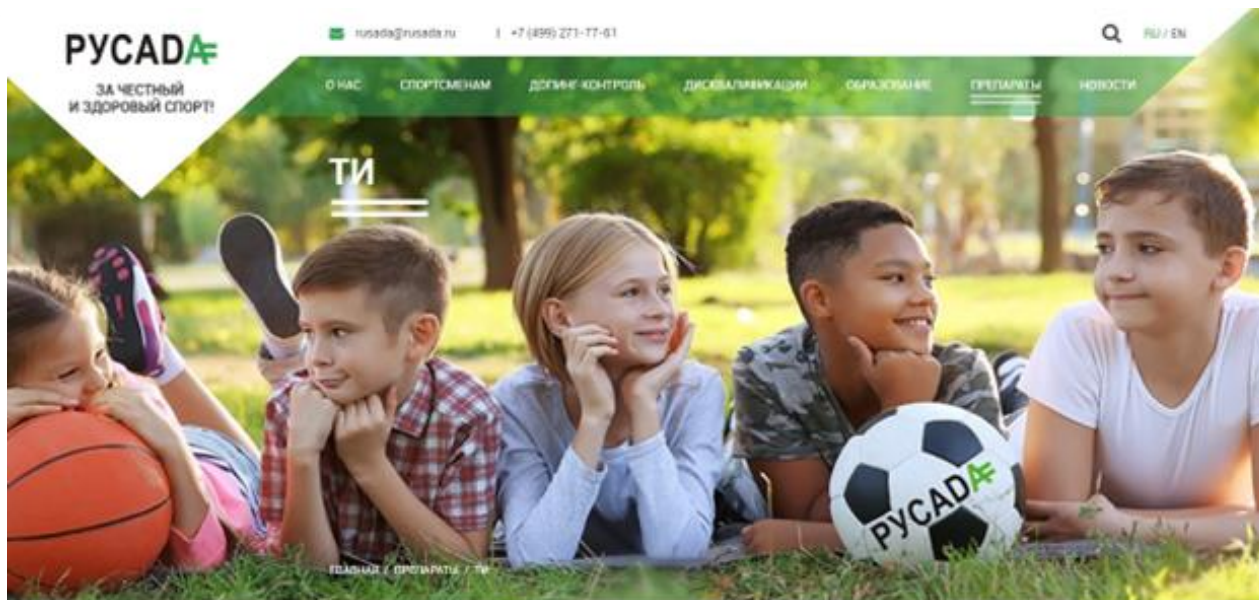 РУСАДА
ЗА ЧЕСТНЫЙ
И ЗДОРОВЫЙ СПОРТ!
rusada@rusada.ru
+7 (499) 271-77-61
RU / EN
О НАС СПОРТСМЕНАМ ДОПИНГ-КОНТРОЛЬ ДИСКВАЛИФИКАЦИИ ОБРАЗОВАНИЕ ПРЕПАРАТЫ НОВОСТИ
ТИ
РУСАДА
ГЛАВНАЯ / ПРЕПАРАТЫ / ТИ